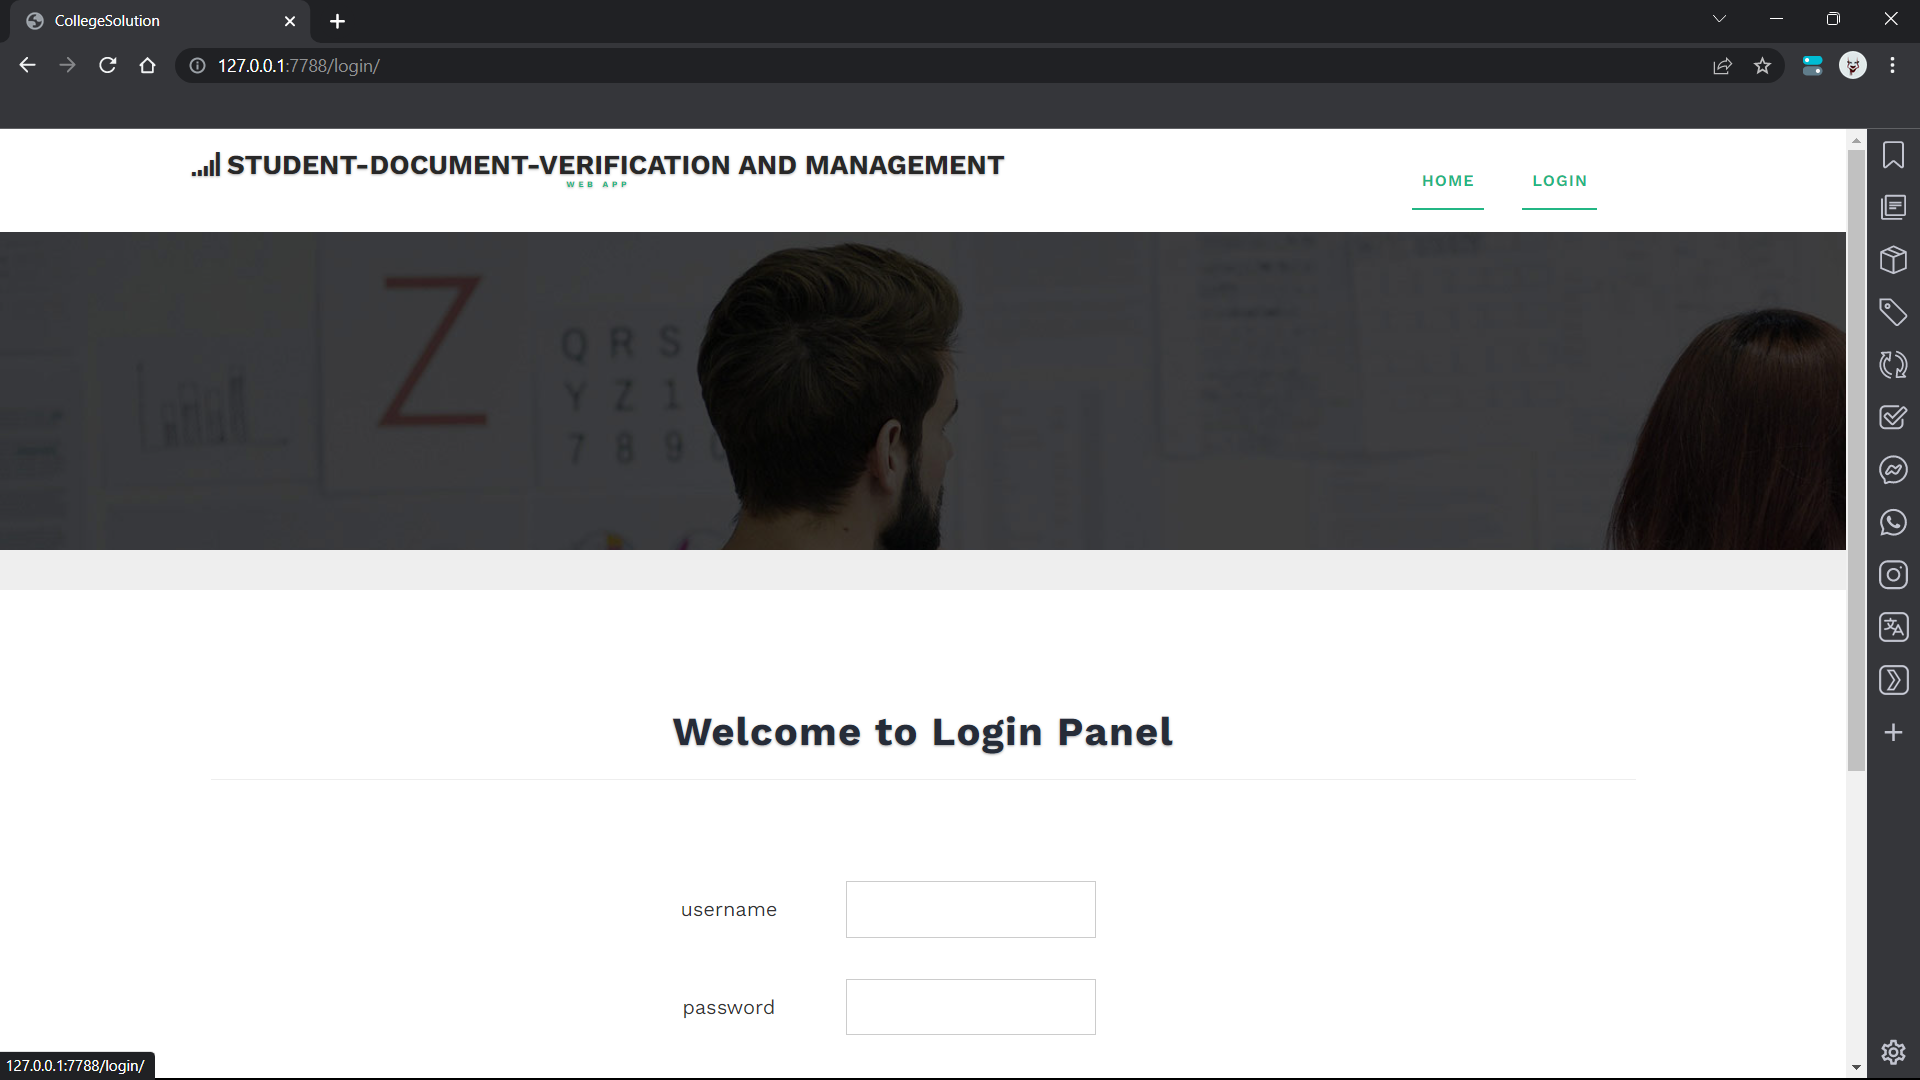 CollegeSolution
127.0.0.1:7788/login/
STUDENT-DOCUMENT-VERIFICATION AND MANAGEMENT
WEB APP
HOME
LOGIN
Z
Q R S
Y Z 1
7 8 9
Welcome to Login Panel
username
password
127.0.0.1:7788/login/